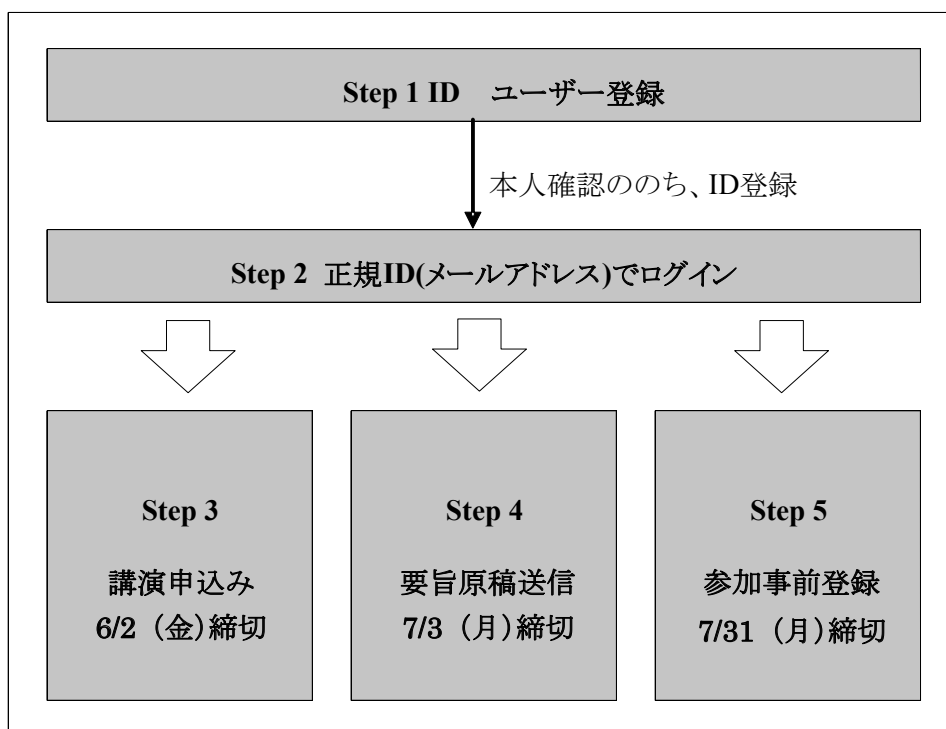 Step 1 ID　ユーザー登録
本人確認ののち、ID登録
Step 2 正規ID(メールアドレス)でログイン
Step 3
講演申込み
6/2（金）締切
Step 4
要旨原稿送信
7/3（月）締切
Step 5
参加事前登録
7/31（月）締切